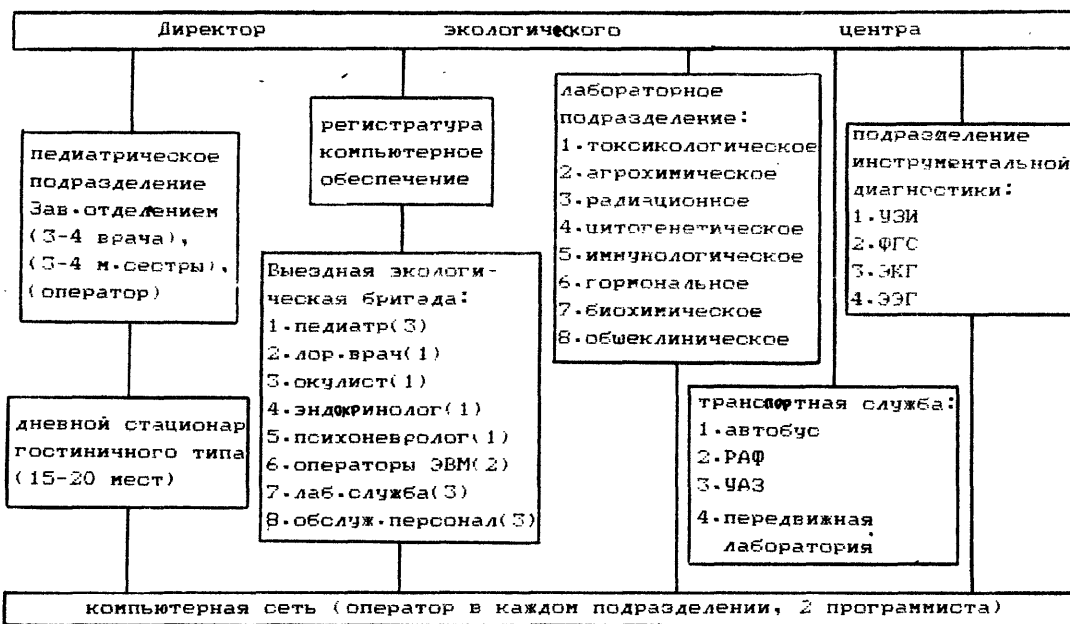 Директор экологического центра
педиатрическое
подразделение
Зав.отделением
(3-4 врача),
(3-4 м.сестры),
(оператор)
дневной стационар
гостиничного типа
(15-20 мест)
регистратура
компьютерное
обеспечение
Выездная экологи-
ческая бригада:
1.педиатр(3)
2.лор.врач(1)
3.окулист(1)
4.эндокринолог(1)
5.психоневролог(1)
6.операторы ЭВМ(2)
7.лаб.служба(3)
8.обслуж.персонал(3)
лабораторное
подразделение:
1.токсикологическое
2.агрохимическое
3.радиационное
4.цитогенетическое
5.иммунологическое
6.гормональное
7.биохимическое
8.обшеклиническое
подразделение
инструментальной
диагностики:
1.УЗИ
2.ФГС
3.ЭКГ
4.ЭЭГ
транспортная служба:
1.автобус
2.РАФ
3.УАЗ
4.передвижная
лаборатория
компьютерная сеть (оператор в каждом подразделении, 2 программиста)